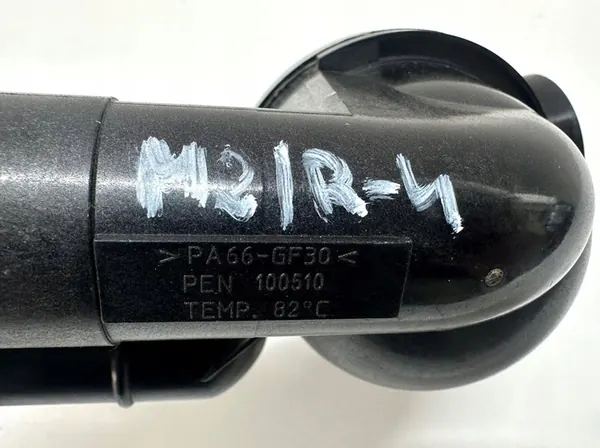 M21R-4
>PA66-GF30<
PEN 100510
TEMP. 82°C